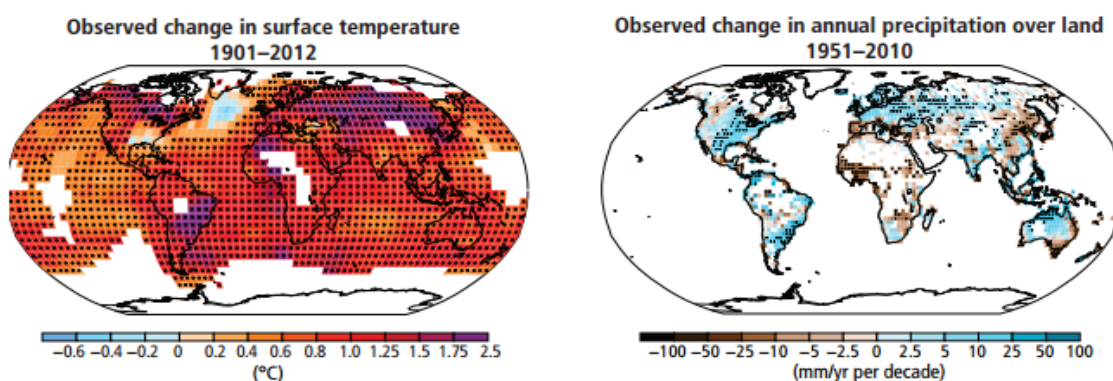 Observed change in surface temperature
1901–2012
−0.6 −0.4 −0.2 0 0.2 0.4 0.6 0.8 1.0 1.25 1.5 1.75 2.5
(°C)
Observed change in annual precipitation over land
1951–2010
−100 −50 −25 −10 −5 −2.5 0 2.5 5 10 25 50 100
(mm/yr per decade)